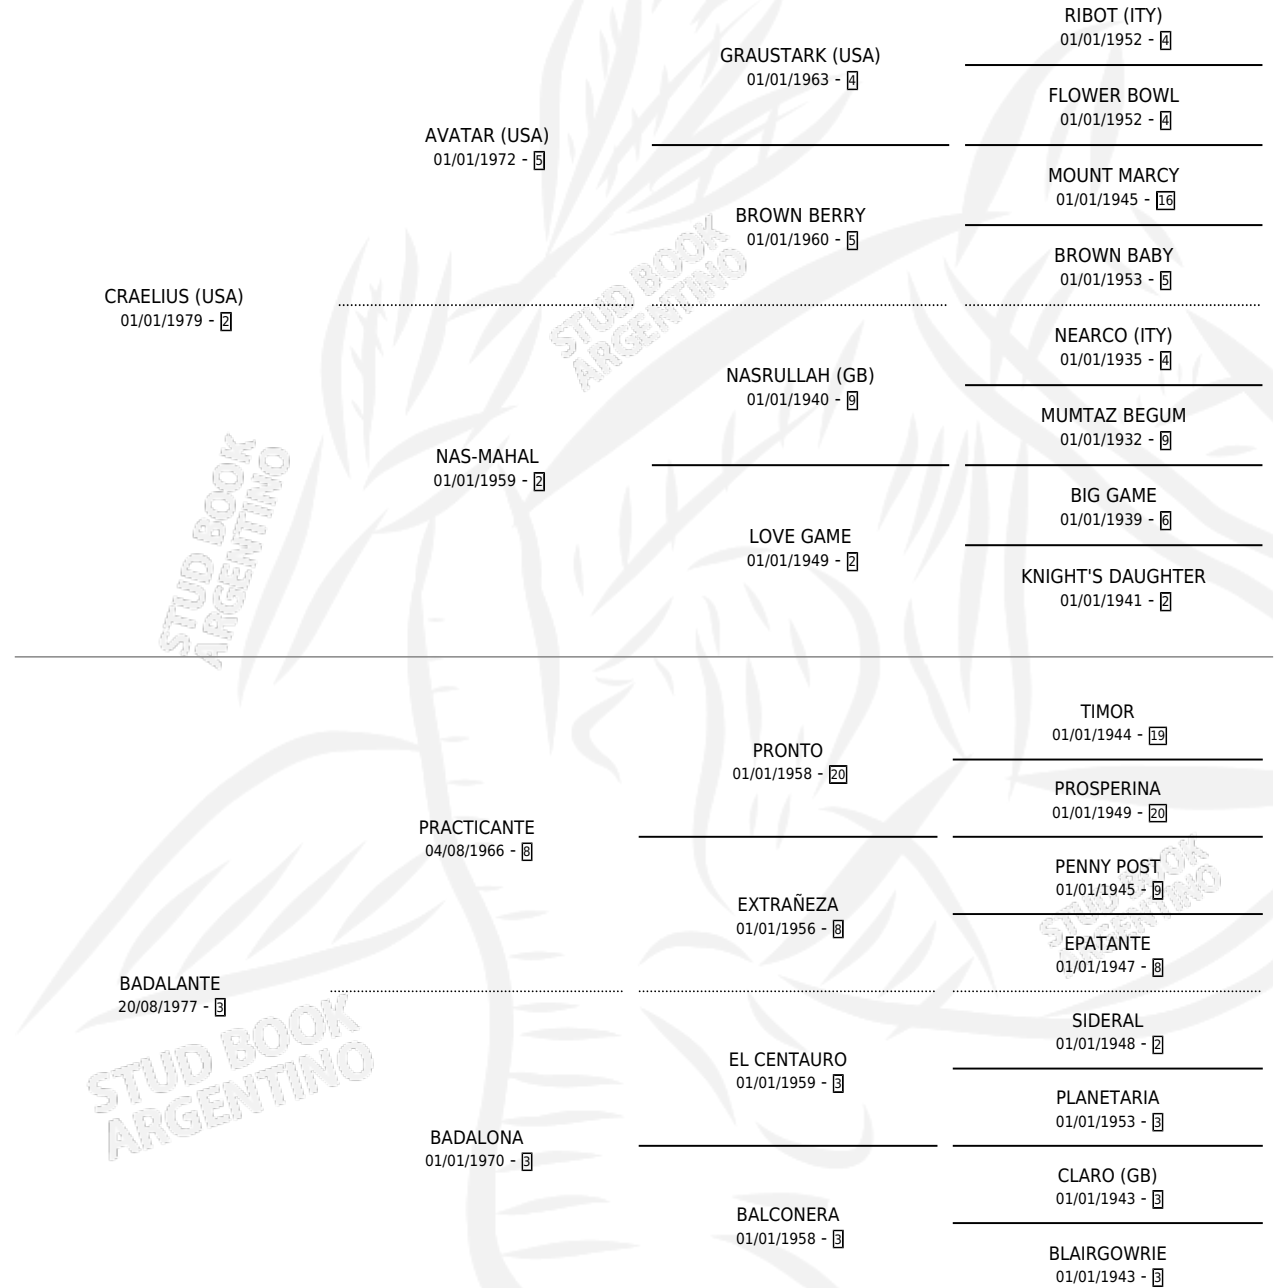 RIBOT (ITY)
01/01/1952 - 4
GRAUSTARK (USA)
01/01/1963 - 4
FLOWER BOWL
01/01/1952 - 4
AVATAR (USA)
01/01/1972 - 5
MOUNT MARCY
01/01/1945 - 16
BROWN BERRY
01/01/1960 - 5
BROWN BABY
01/01/1953 - 5
CRAELIUS (USA)
01/01/1979 - 2
NEARCO (ITY)
01/01/1935 - 4
NASRULLAH (GB)
01/01/1940 - 9
MUMTAZ BEGUM
01/01/1932 - 9
NAS-MAHAL
01/01/1959 - 2
BIG GAME
01/01/1939 - 6
LOVE GAME
01/01/1949 - 2
KNIGHT'S DAUGHTER
01/01/1941 - 2
TIMOR
01/01/1944 - 19
PRONTO
01/01/1958 - 20
PROSPERINA
01/01/1949 - 20
PRACTICANTE
04/08/1966 - 8
PENNY POST
01/01/1945 - 9
EXTRAÑEZA
01/01/1956 - 8
EPATANTE
01/01/1947 - 8
BADALANTE
20/08/1977 - 3
SIDERAL
01/01/1948 - 2
EL CENTAURO
01/01/1959 - 3
PLANETARIA
01/01/1953 - 3
BADALONA
01/01/1970 - 3
CLARO (GB)
01/01/1943 - 3
BALCONERA
01/01/1958 - 3
BLAIRGOWRIE
01/01/1943 - 3
STUD BOOK
ARGENTINO
STUD BOOK
ARGENTINO
STUD BOOK
ARGENTINO
STUD BOOK
ARGENTINO